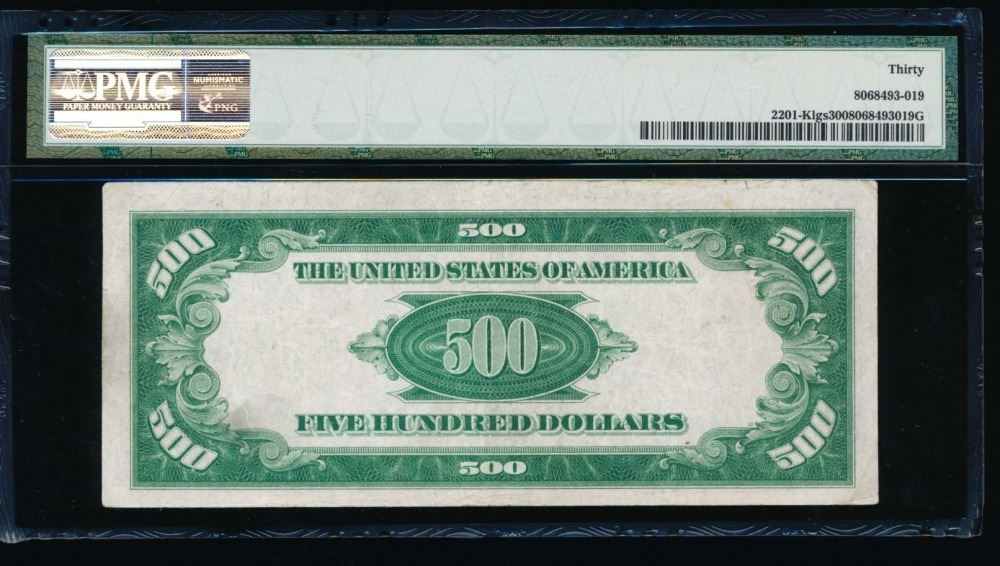 PMG
PAPER MONEY GUARANTY
NUMISMATIC
PNG
Thirty
8068493-019
2201-Klgs3008068493019G
500
500
500
THE UNITED STATES OF AMERICA
500
FIVE HUNDRED DOLLARS
500
500
500